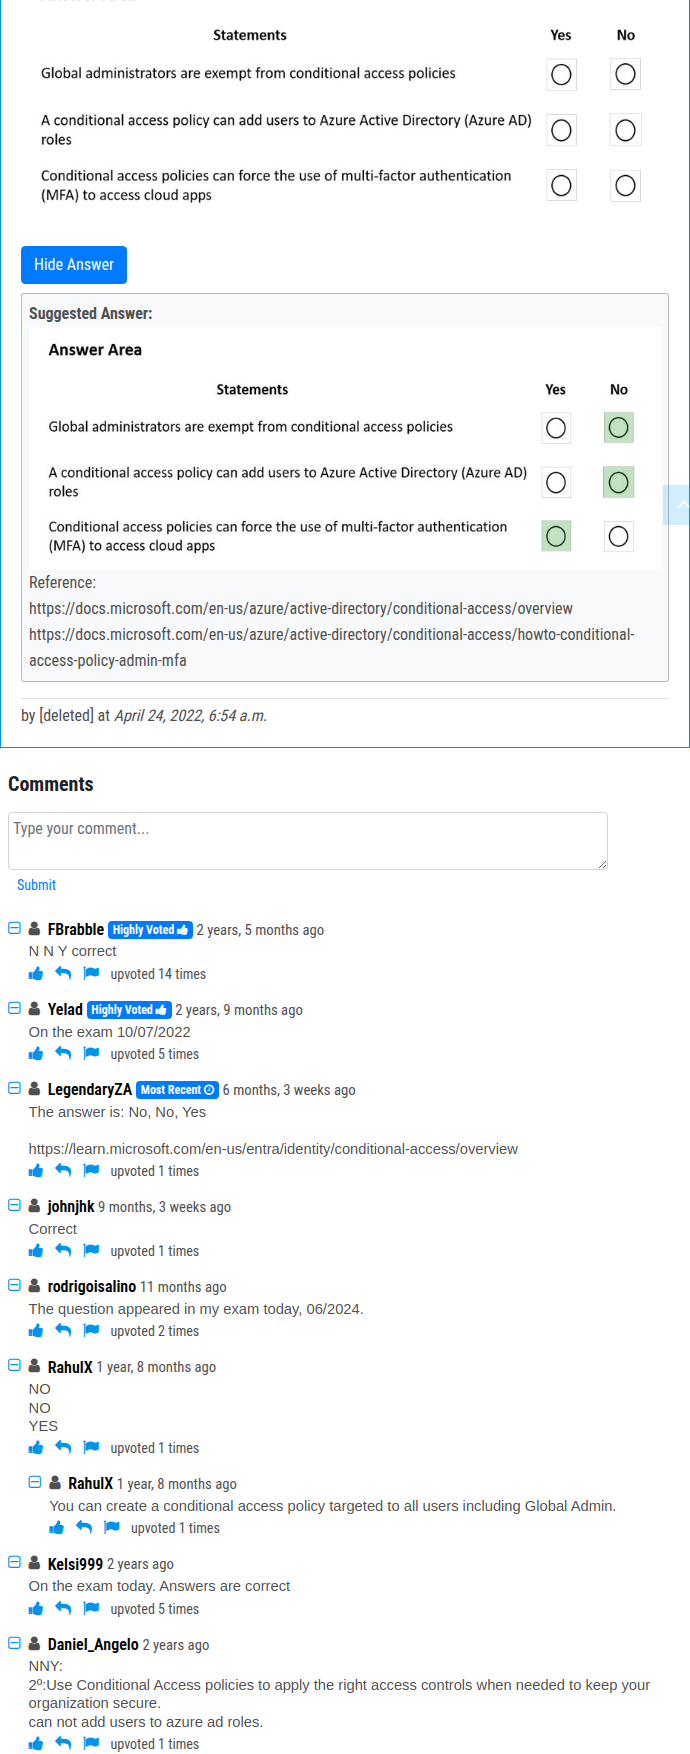 Statements Yes No
Global administrators are exempt from conditional access policies
A conditional access policy can add users to Azure Active Directory (Azure AD)
roles
Conditional access policies can force the use of multi-factor authentication
(MFA) to access cloud apps
Hide Answer
Suggested Answer:
Answer Area
Statements Yes No
Global administrators are exempt from conditional access policies
A conditional access policy can add users to Azure Active Directory (Azure AD)
roles
Conditional access policies can force the use of multi-factor authentication
(MFA) to access cloud apps
Reference:
https://docs.microsoft.com/en-us/azure/active-directory/conditional-access/overview
https://docs.microsoft.com/en-us/azure/active-directory/conditional-access/howto-conditional-
access-policy-admin-mfa
by [deleted] at April 24, 2022, 6:54 a.m.
Comments
Type your comment...
Submit
FBrabble Highly Voted 2 years, 5 months ago
N N Y correct
upvoted 14 times
Yelad Highly Voted 2 years, 9 months ago
On the exam 10/07/2022
upvoted 5 times
LegendaryZA Most Recent 6 months, 3 weeks ago
The answer is: No, No, Yes
https://learn.microsoft.com/en-us/entra/identity/conditional-access/overview
upvoted 1 times
johnjhk 9 months, 3 weeks ago
Correct
upvoted 1 times
rodrigoisalino 11 months ago
The question appeared in my exam today, 06/2024.
upvoted 2 times
RahulX 1 year, 8 months ago
NO
NO
YES
upvoted 1 times
RahulX 1 year, 8 months ago
You can create a conditional access policy targeted to all users including Global Admin.
upvoted 1 times
Kelsi999 2 years ago
On the exam today. Answers are correct
upvoted 5 times
Daniel_Angelo 2 years ago
NNY:
2º:Use Conditional Access policies to apply the right access controls when needed to keep your
organization secure.
can not add users to azure ad roles.
upvoted 1 times